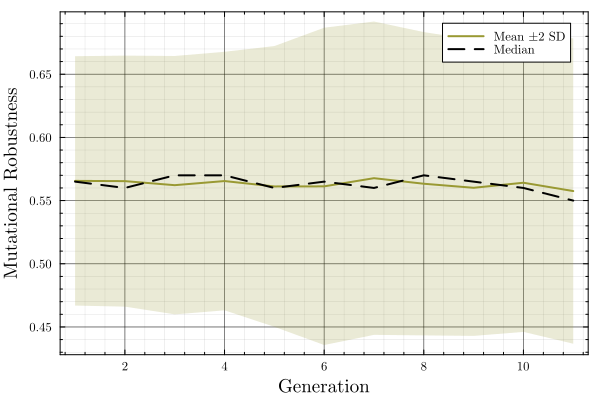 Mean ±2 SD
Median
0.65
0.60
0.55
0.50
0.45
Mutational Robustness
2 4 6 8 10
Generation